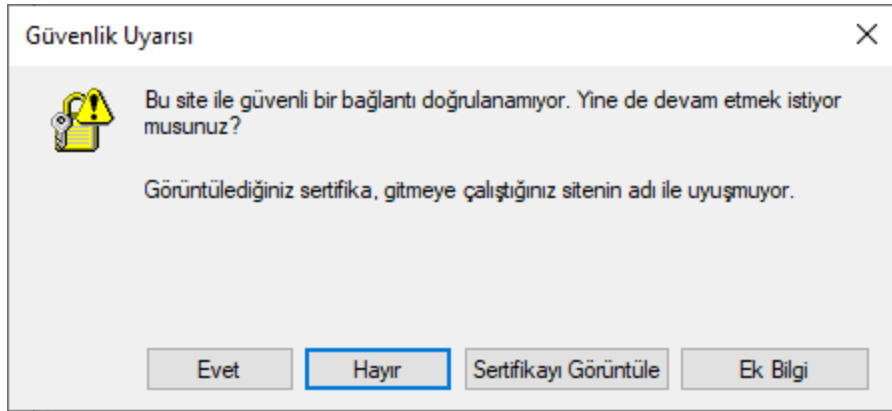 Güvenlik Uyarısı
Bu site ile güvenli bir bağlantı doğrulanamıyor. Yine de devam etmek istiyor
musunuz?
Görüntülediğiniz sertifika, gitmeye çalıştığınız sitenin adı ile uyuşmuyor.
Evet
Hayır
Sertifikayı Görüntüle
Ek Bilgi